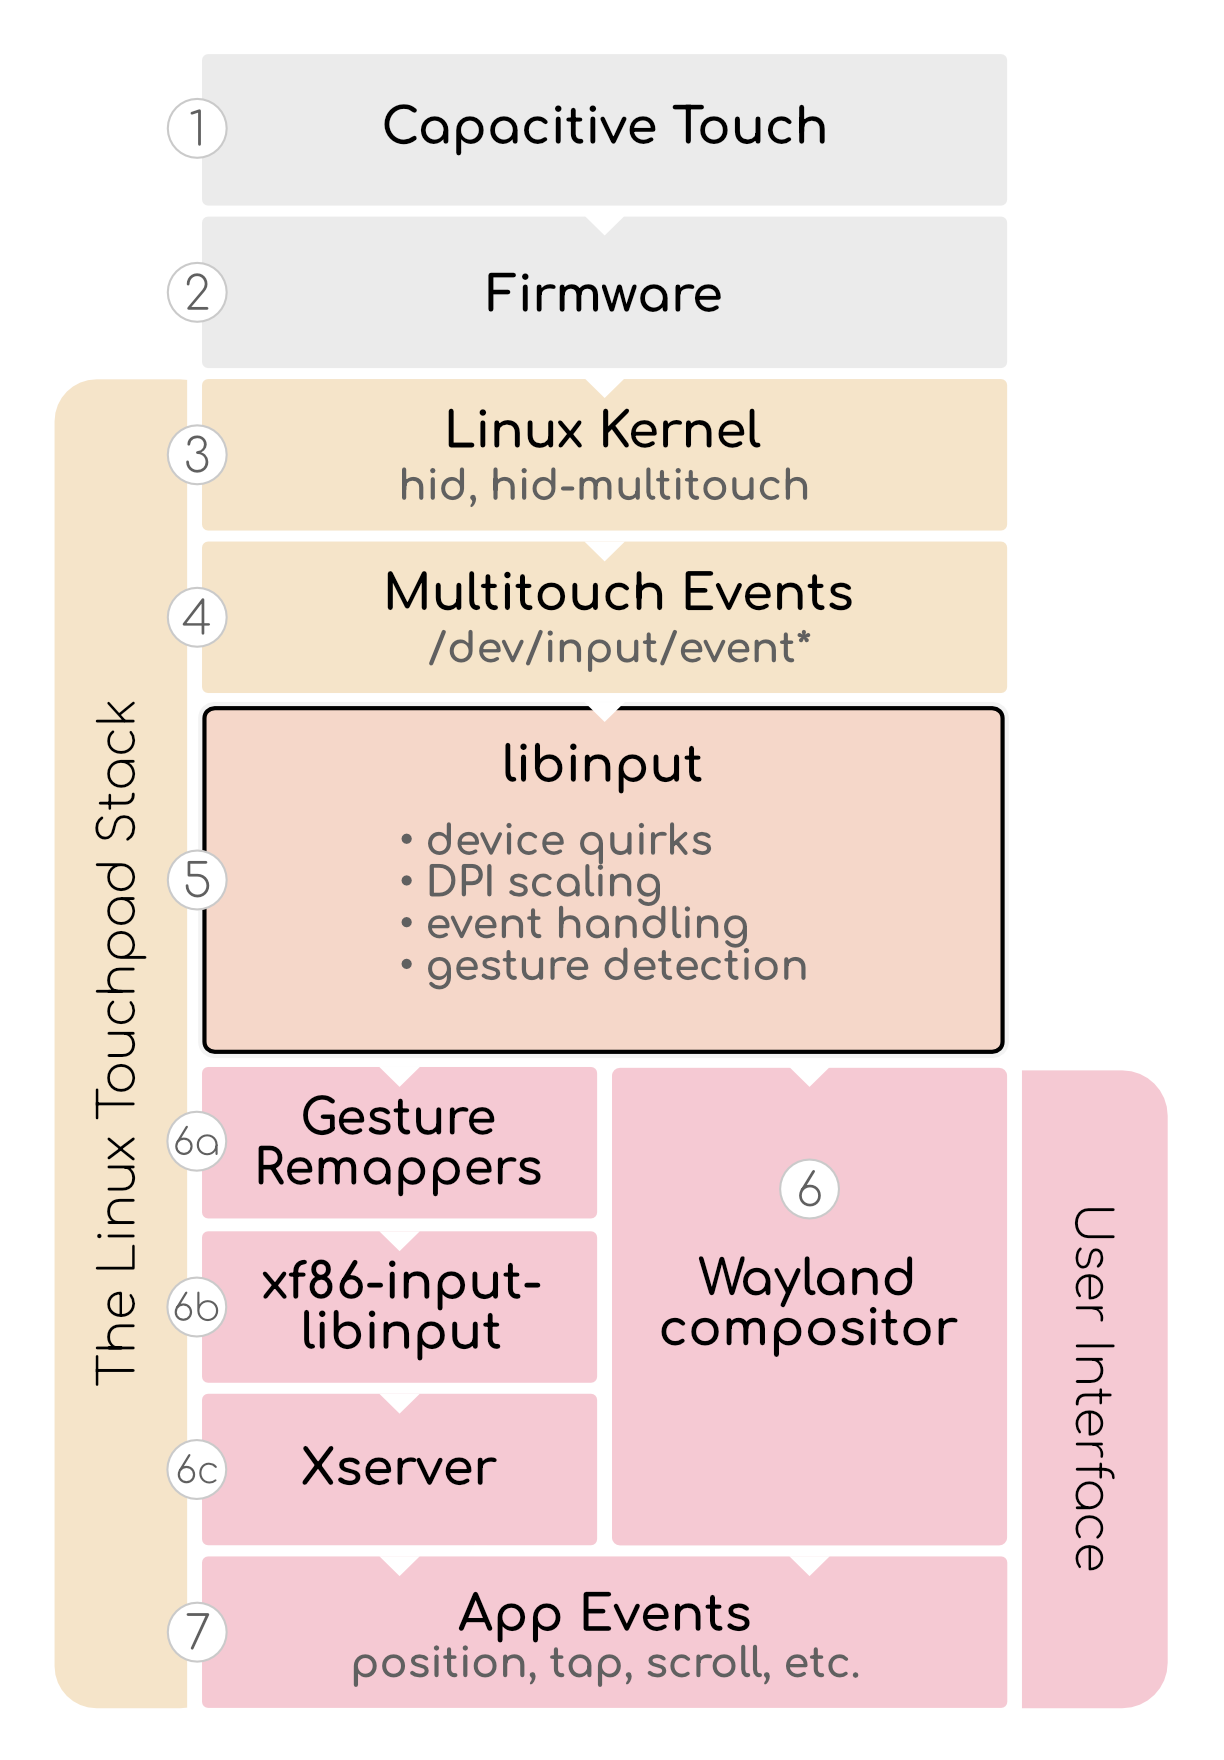 1
Capacitive Touch
2
Firmware
The Linux Touchpad Stack
3
Linux Kernel
hid, hid-multitouch
4
Multitouch Events
/dev/input/event*
5
libinput
• device quirks
• DPI scaling
• event handling
• gesture detection
6a
Gesture
Remappers
6b
xf86-input-
libinput
6c
Xserver
6
Wayland
compositor
User Interface
7
App Events
position, tap, scroll, etc.